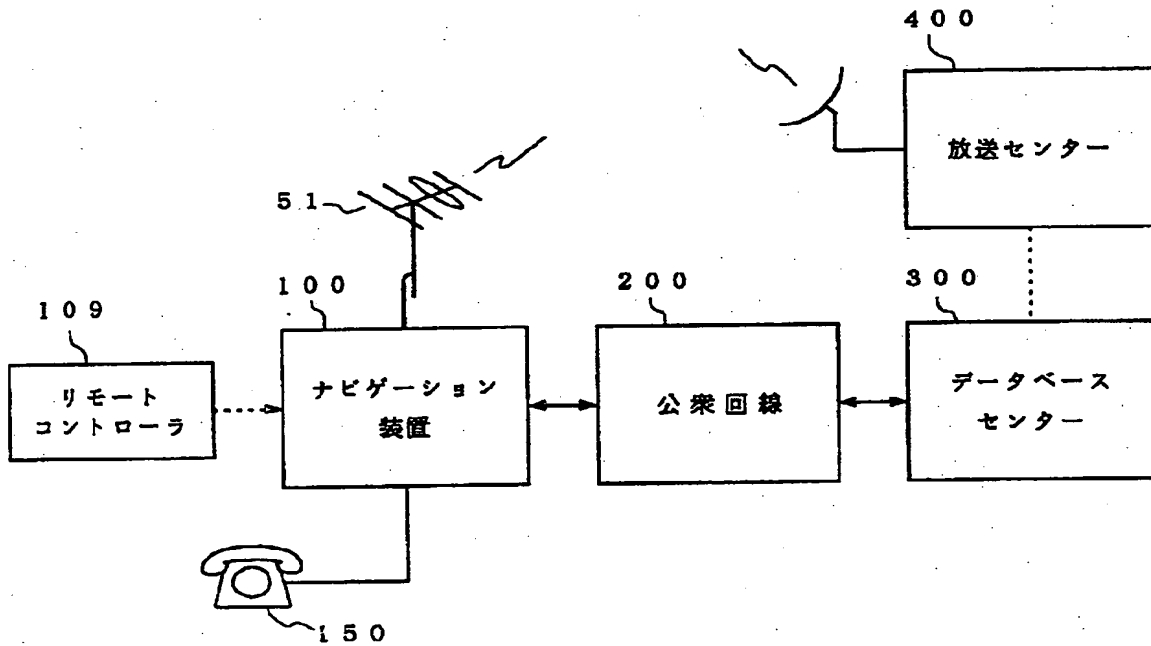 400
放送センター
51
100
200
300
109
リモート
コントローラ
ナビゲーション
装置
公衆回線
データベース
センター
150